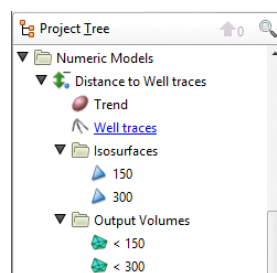 Project Tree 0
Numeric Models
Distance to Well traces
Trend
Well traces
Isosurfaces
150
300
Output Volumes
< 150
< 300